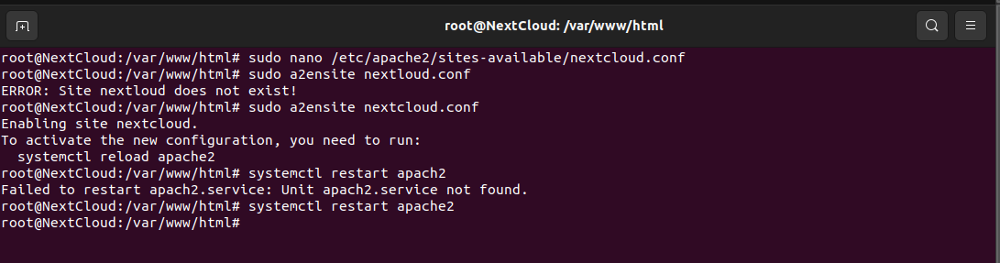 root@NextCloud: /var/www/html
root@NextCloud:/var/www/html# sudo nano /etc/apache2/sites-available/nextcloud.conf
root@NextCloud:/var/www/html# sudo a2ensite nextloud.conf
ERROR: Site nextloud does not exist!
root@NextCloud:/var/www/html# sudo a2ensite nextcloud.conf
Enabling site nextcloud.
To activate the new configuration, you need to run:
  systemctl reload apache2
root@NextCloud:/var/www/html# systemctl restart apach2
Failed to restart apach2.service: Unit apach2.service not found.
root@NextCloud:/var/www/html# systemctl restart apache2
root@NextCloud:/var/www/html#